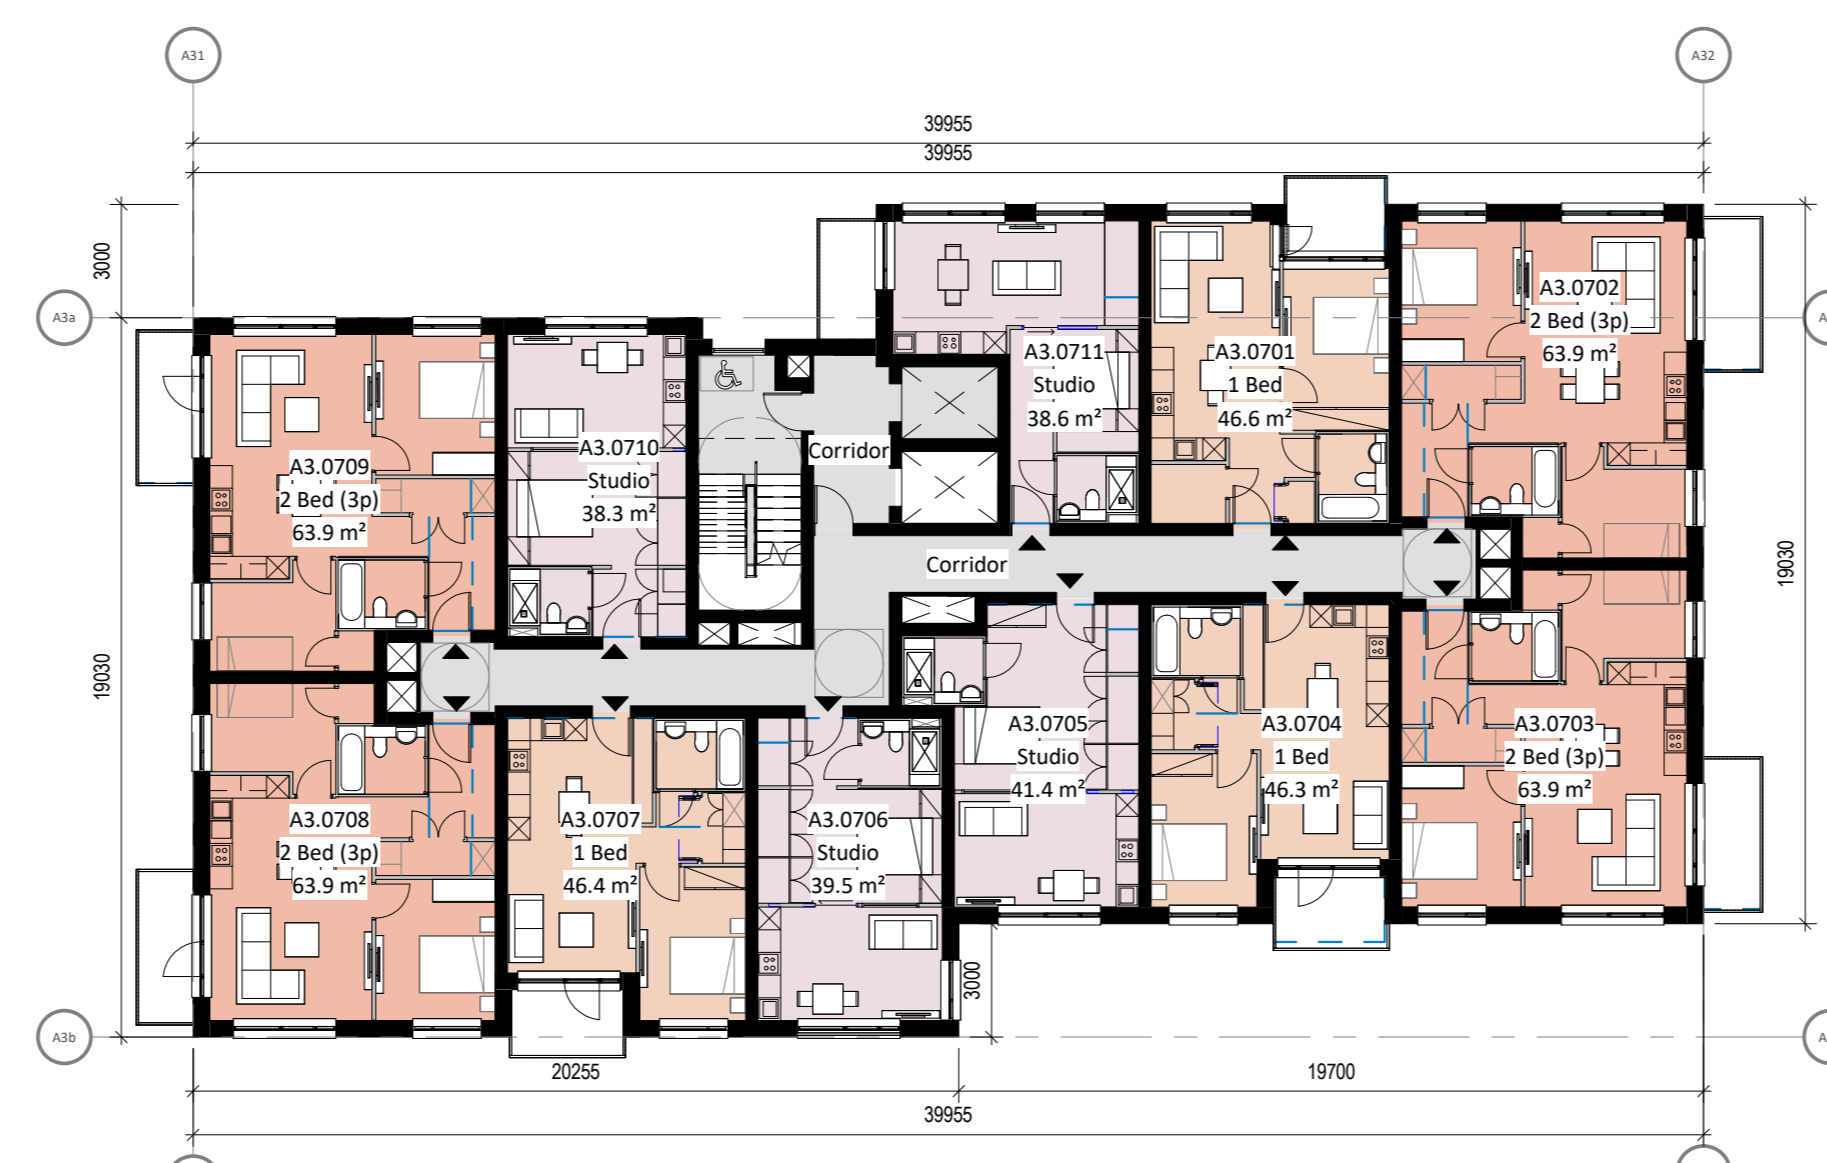 A31
A32
39955
39955
3000
A3a
A
A3.0711
Studio
38.6 m²
A3.0701
1 Bed
46.6 m²
A3.0702
2 Bed (3p)
63.9 m²
A3.0709
2 Bed (3p)
63.9 m²
A3.0710
Studio
38.3 m²
Corridor
Corridor
19030
19030
A3.0708
2 Bed (3p)
63.9 m²
A3.0707
1 Bed
46.4 m²
A3.0706
Studio
39.5 m²
A3.0705
Studio
41.4 m²
A3.0704
1 Bed
46.3 m²
A3.0703
2 Bed (3p)
63.9 m²
3000
A3b
A
20255
19700
39955